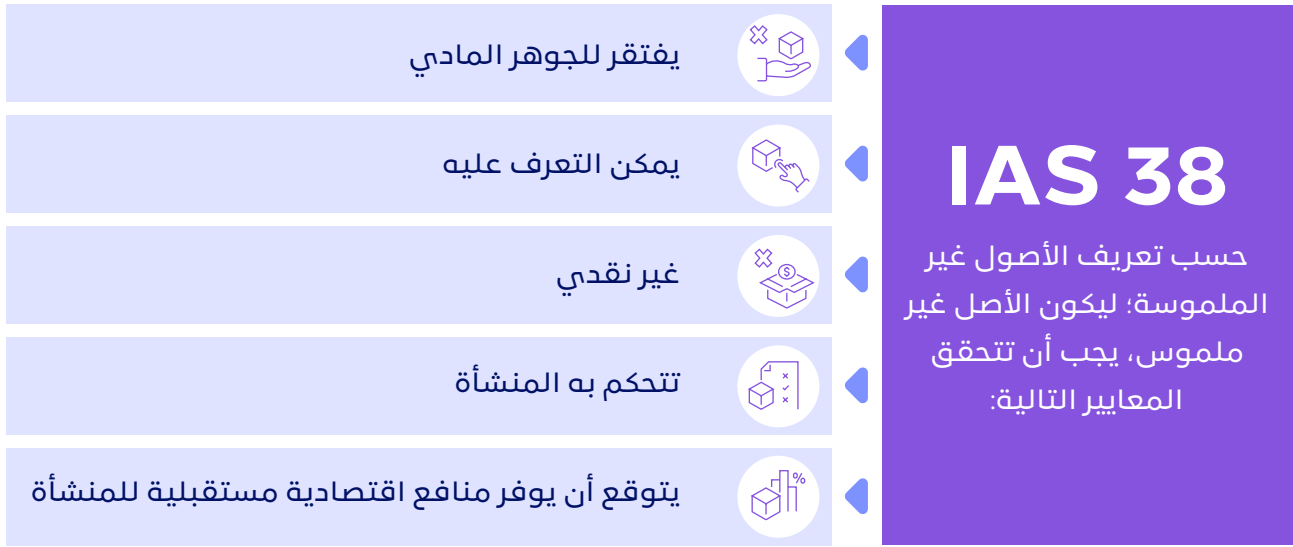 IAS 38
حسب تعريف الأصول غير
الملموسة؛ ليكون الأصل غير
ملموس، يجب أن تتحقق
المعايير التالية:
يفتقر للجوهر المادي
يمكن التعرف عليه
غير نقدي
تتحكم به المنشأة
يتوقع أن يوفر منافع اقتصادية مستقبلية للمنشأة